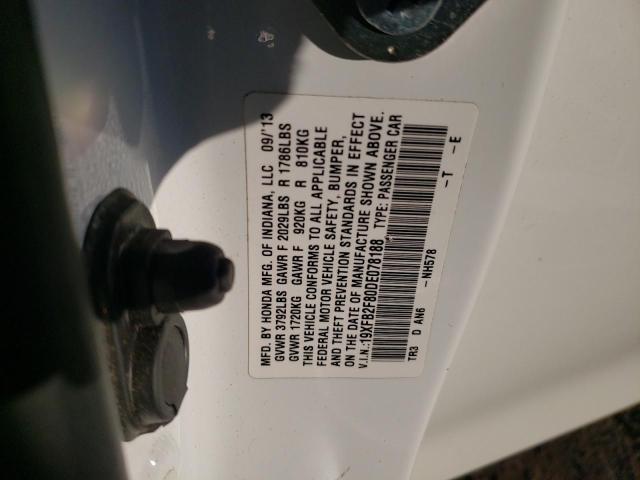 MFD. BY HONDA MFG. OF INDIANA, LLC 09/'13
GVWR 3792LBS GAWR F 2029LBS R 1786LBS
GVWR 1720KG GAWR F 920KG R 810KG
THIS VEHICLE CONFORMS TO ALL APPLICABLE
FEDERAL MOTOR VEHICLE SAFETY, BUMPER,
AND THEFT PREVENTION STANDARDS IN EFFECT
ON THE DATE OF MANUFACTURE SHOWN ABOVE.
V.I.N.:19XFB2F80DE078188 TYPE: PASSENGER CAR
-NH578 -T -E
TR3 D AN6